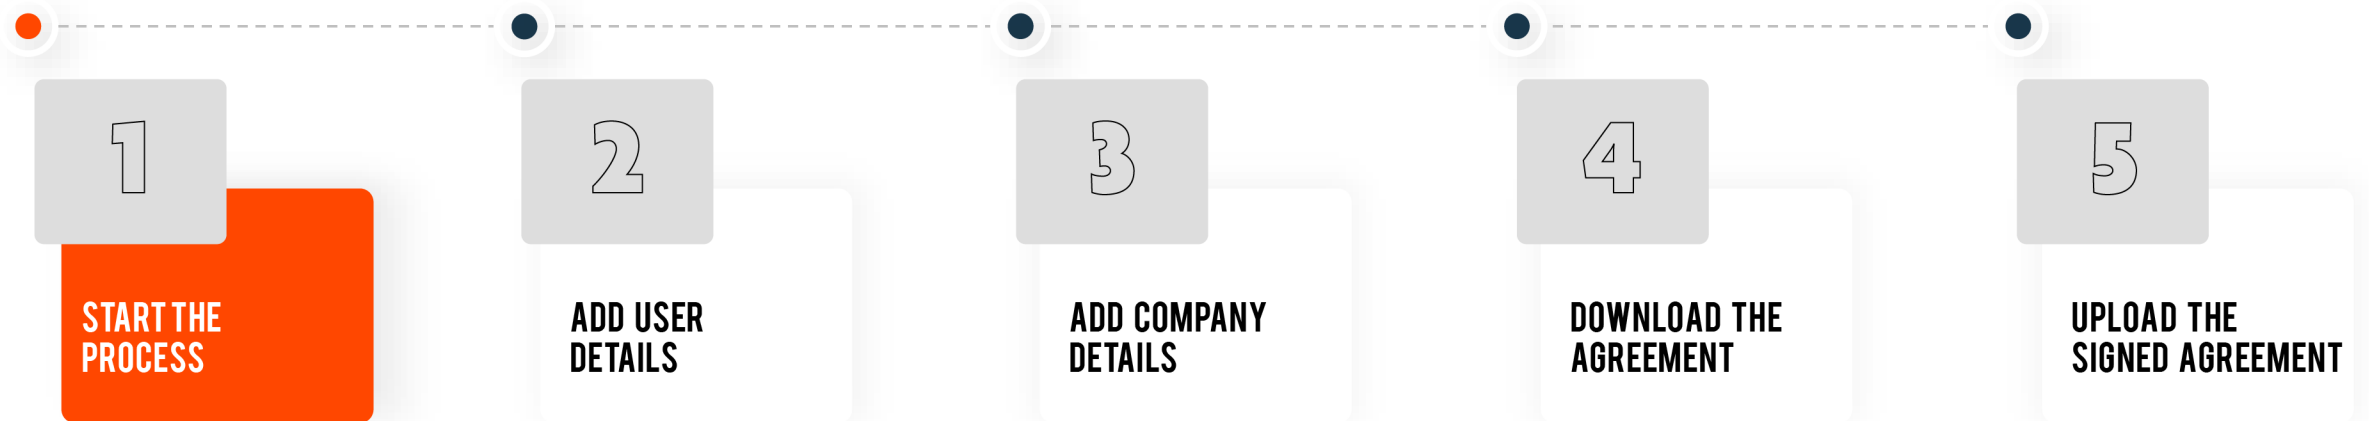 1
START THE
PROCESS
2
ADD USER
DETAILS
3
ADD COMPANY
DETAILS
4
DOWNLOAD THE
AGREEMENT
5
UPLOAD THE
SIGNED AGREEMENT